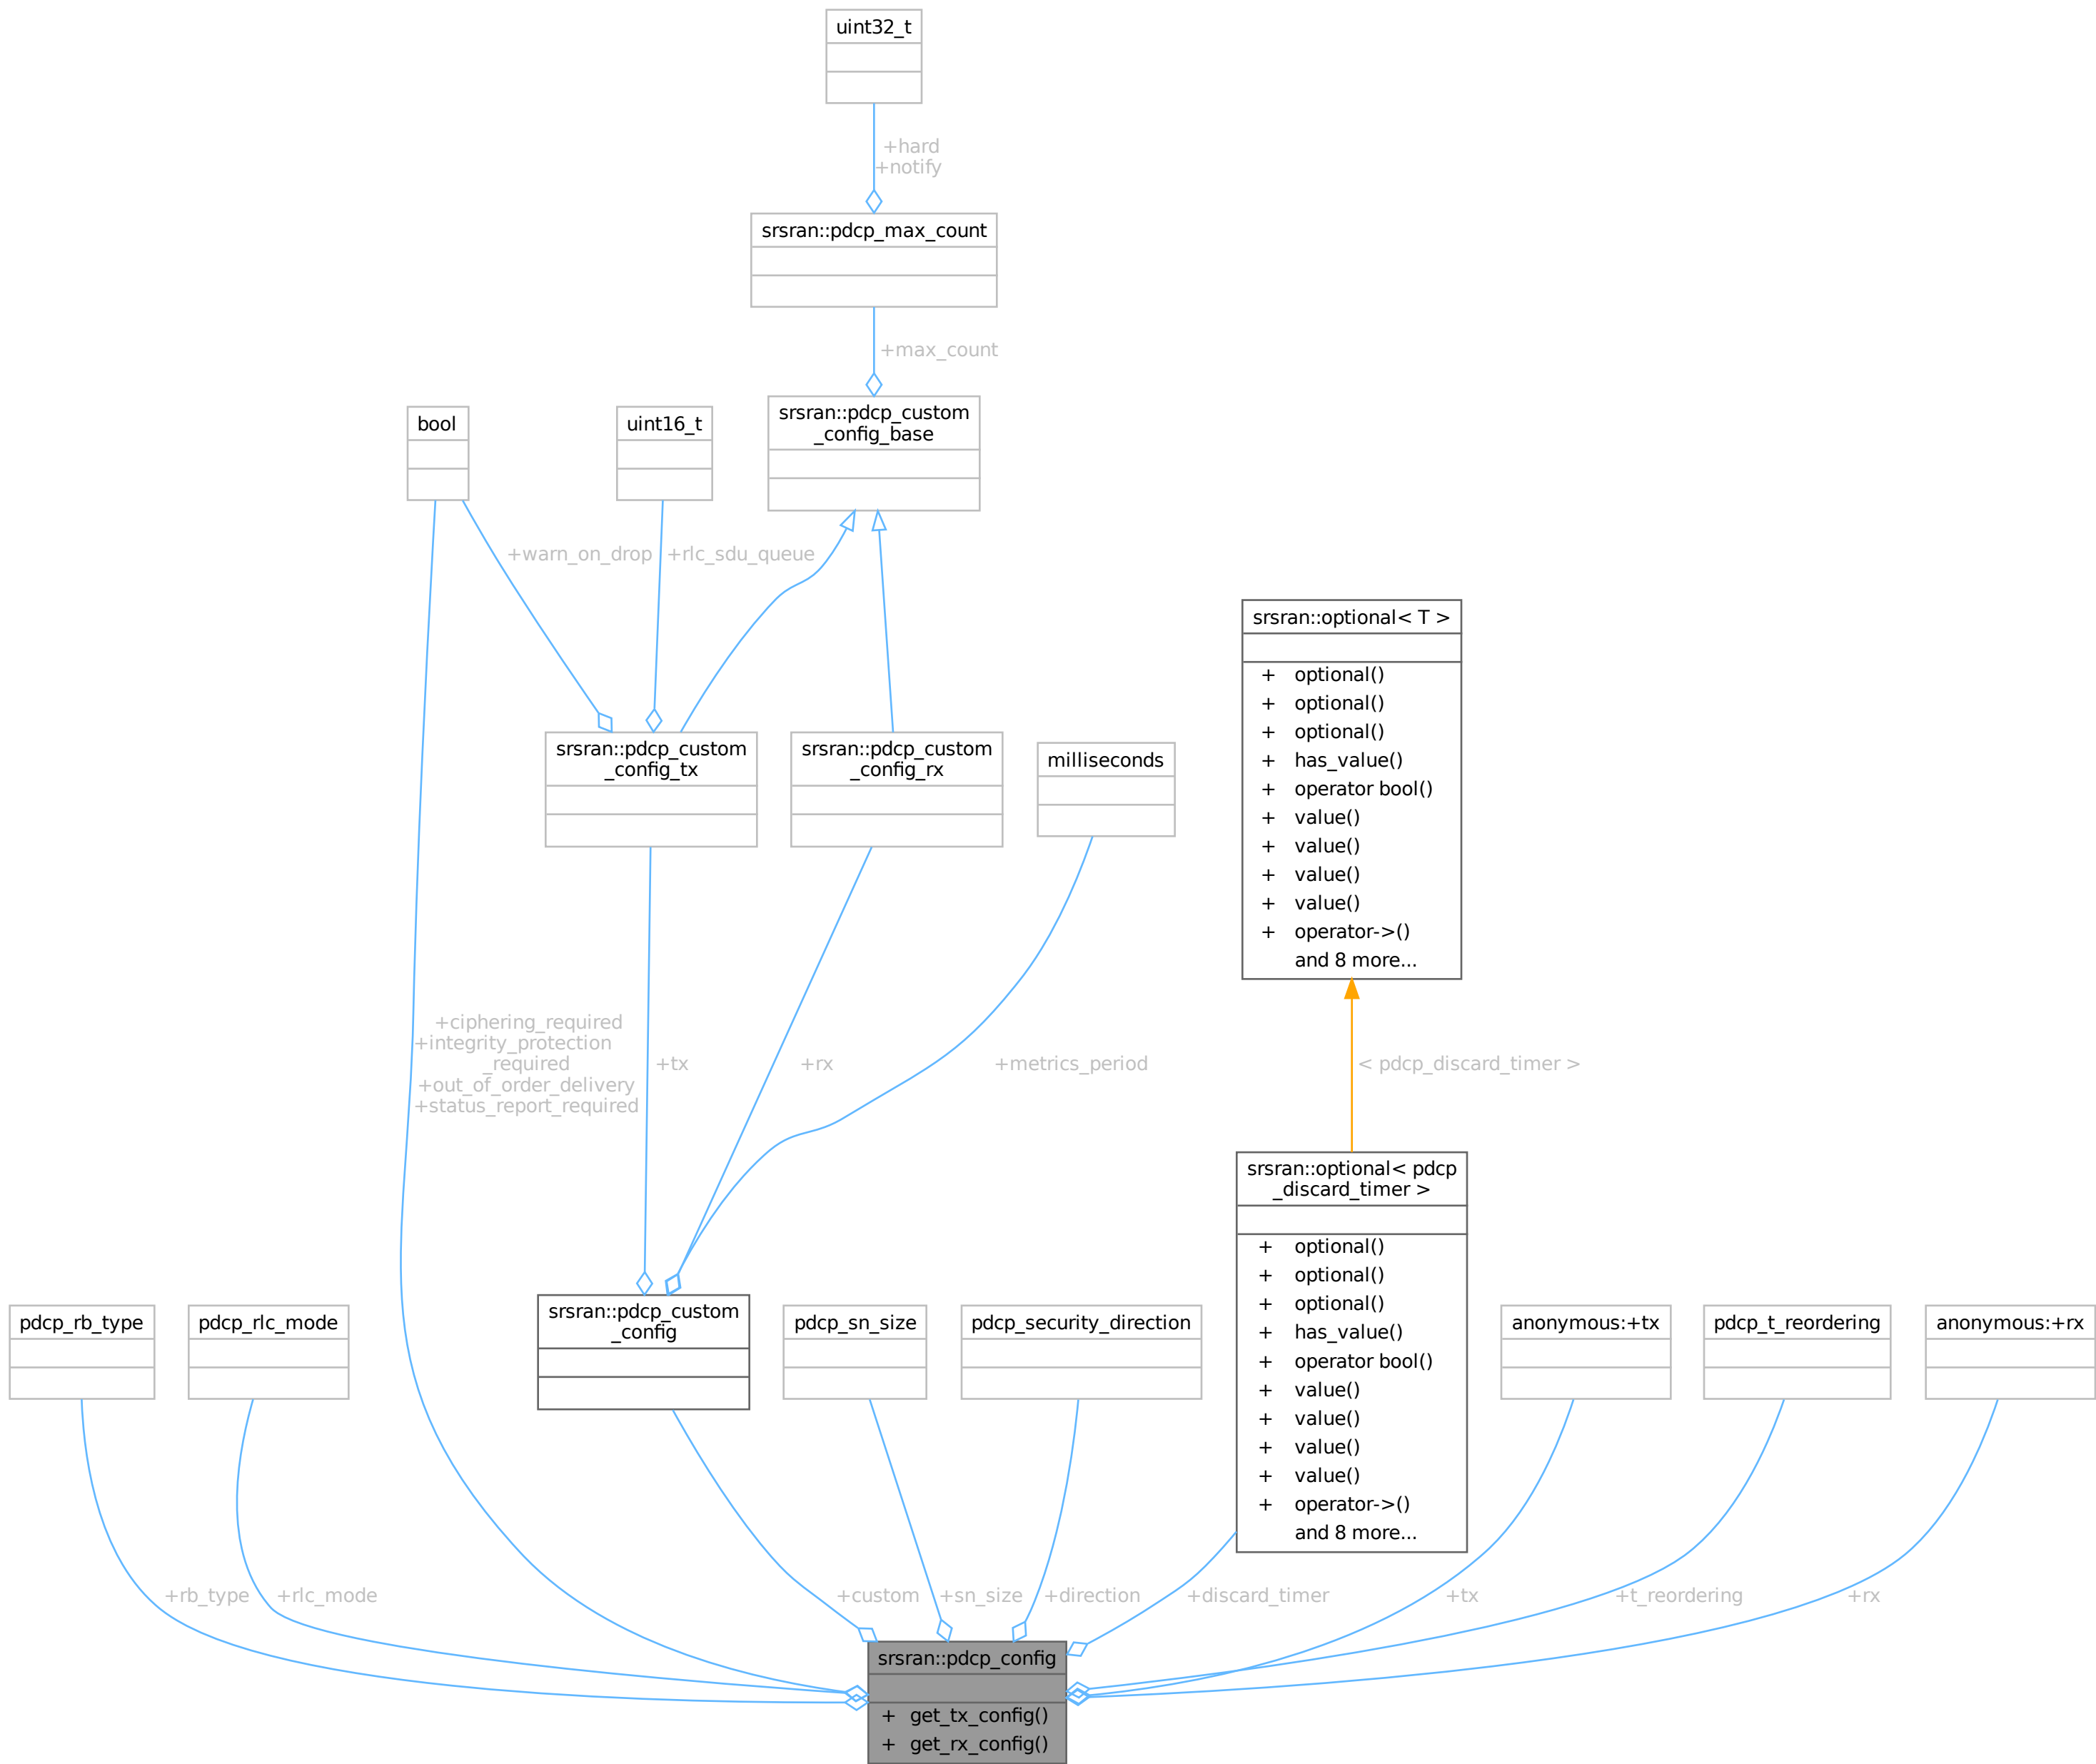 uint32_t
+hard
+notify
srsran::pdcp_max_count
+max_count
srsran::pdcp_custom
_config_base
bool
uint16_t
+warn_on_drop
+rlc_sdu_queue
srsran::optional< T >
+ optional()
+ optional()
+ optional()
+ has_value()
+ operator bool()
+ value()
+ value()
+ value()
+ value()
+ operator->()
and 8 more...
srsran::pdcp_custom
_config_tx
srsran::pdcp_custom
_config_rx
milliseconds
+ciphering_required
+integrity_protection
_required
+out_of_order_delivery
+status_report_required
+tx
+rx
+metrics_period
< pdcp_discard_timer >
srsran::optional< pdcp
_discard_timer >
+ optional()
+ optional()
+ optional()
+ has_value()
+ operator bool()
+ value()
+ value()
+ value()
+ value()
+ operator->()
and 8 more...
pdcp_rb_type
pdcp_rlc_mode
srsran::pdcp_custom
_config
pdcp_sn_size
pdcp_security_direction
anonymous:+tx
pdcp_t_reordering
anonymous:+rx
+rb_type
+rlc_mode
+custom
+sn_size
+direction
+discard_timer
+tx
+t_reordering
+rx
srsran::pdcp_config
+ get_tx_config()
+ get_rx_config()